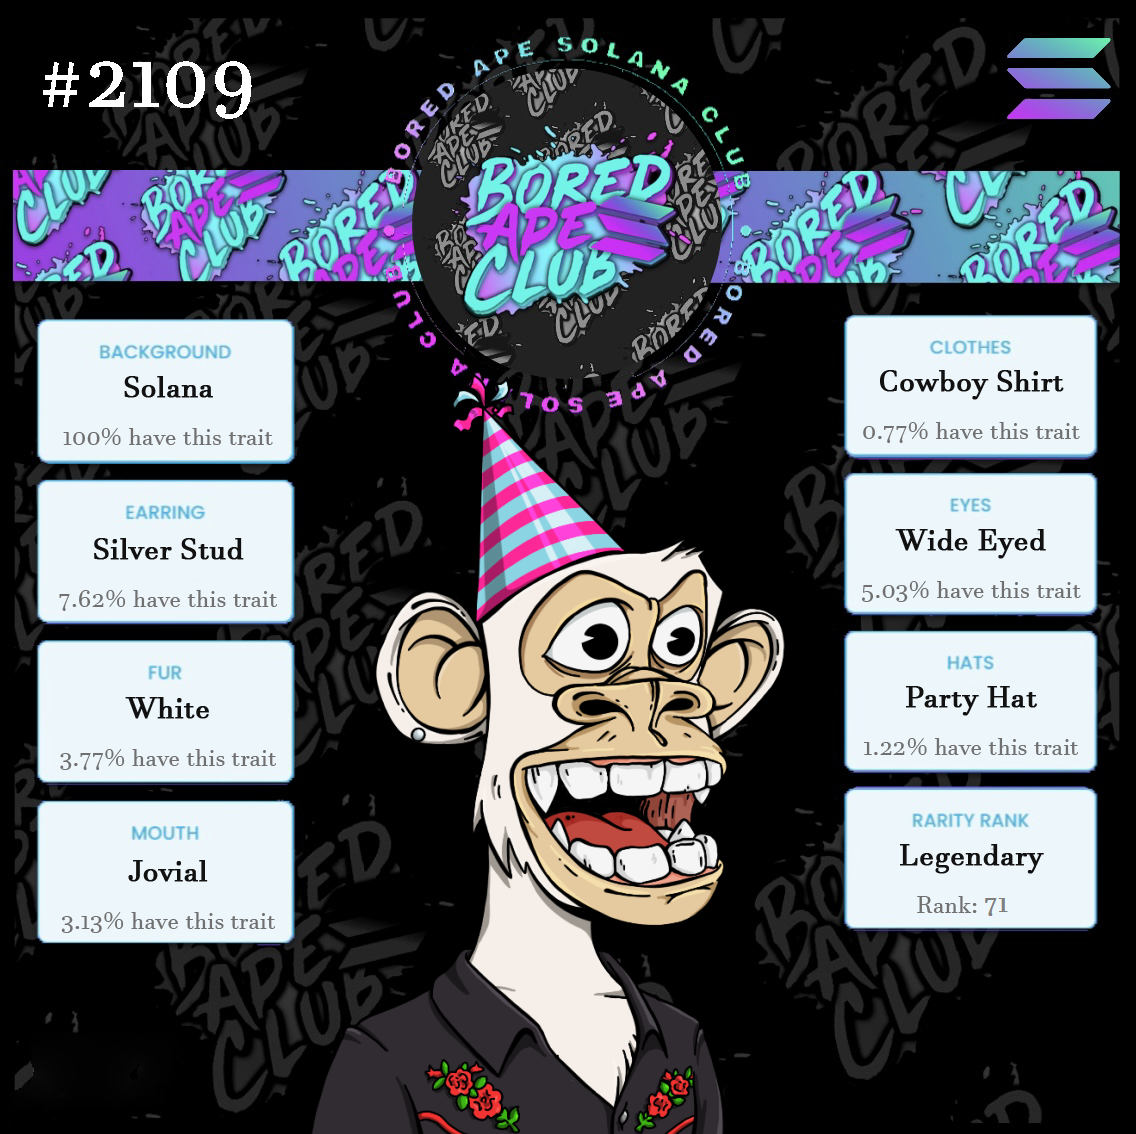 #2109
BORED APE SOLANA CLUB
BORED APE SOLANA CLUB
BORED
APE
CLUB
BACKGROUND
Solana
100% have this trait
EARRING
Silver Stud
7.62% have this trait
FUR
White
3.77% have this trait
MOUTH
Jovial
3.13% have this trait
CLOTHES
Cowboy Shirt
0.77% have this trait
EYES
Wide Eyed
5.03% have this trait
HATS
Party Hat
1.22% have this trait
RARITY RANK
Legendary
Rank: 71